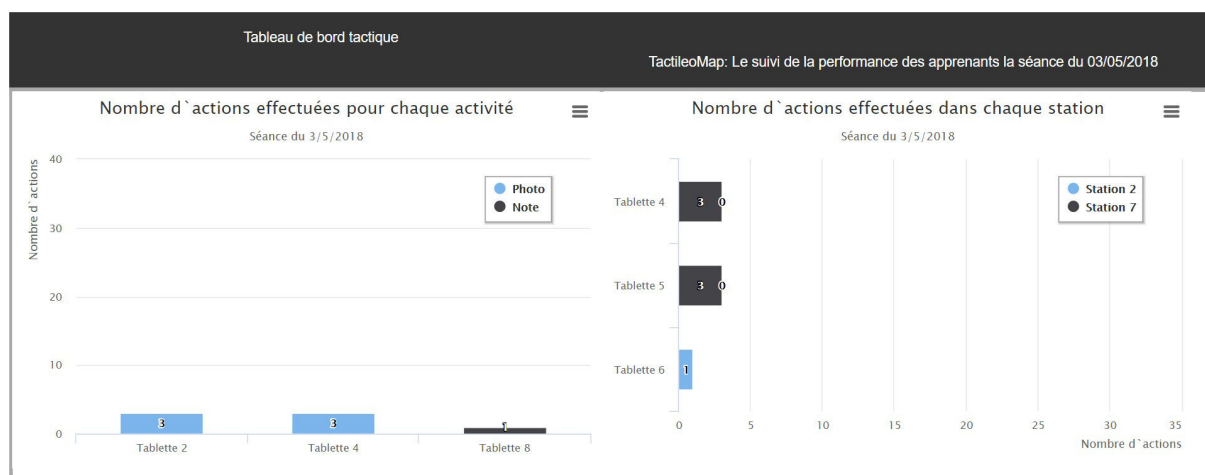 Tableau de bord tactique
TactileoMap: Le suivi de la performance des apprenants la séance du 03/05/2018
Nombre d`actions effectuées pour chaque activité
Séance du 3/5/2018
Nombre d`actions
40
30
20
10
0
Photo
Note
3
3
1
Tablette 2
Tablette 4
Tablette 8
Nombre d`actions effectuées dans chaque station
Séance du 3/5/2018
Station 2
Station 7
Tablette 4
3 0
Tablette 5
3 0
Tablette 6
1
0 5 10 15 20 25 30 35
Nombre d`actions